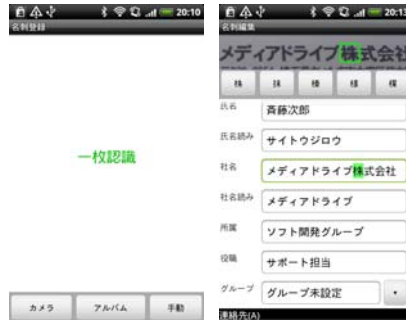 20:10
名刺登録
一枚認識
カメラ
アルバム
手動
20:13
名刺編集
メディアドライブ株式会社
株
氏名
斉藤次郎
氏名読み
サイトウジロウ
社名
メディアドライブ株式会社
社名読み
メディアドライブ
所属
ソフト開発グループ
役職
サポート担当
グループ
グループ未設定
連絡先(A)